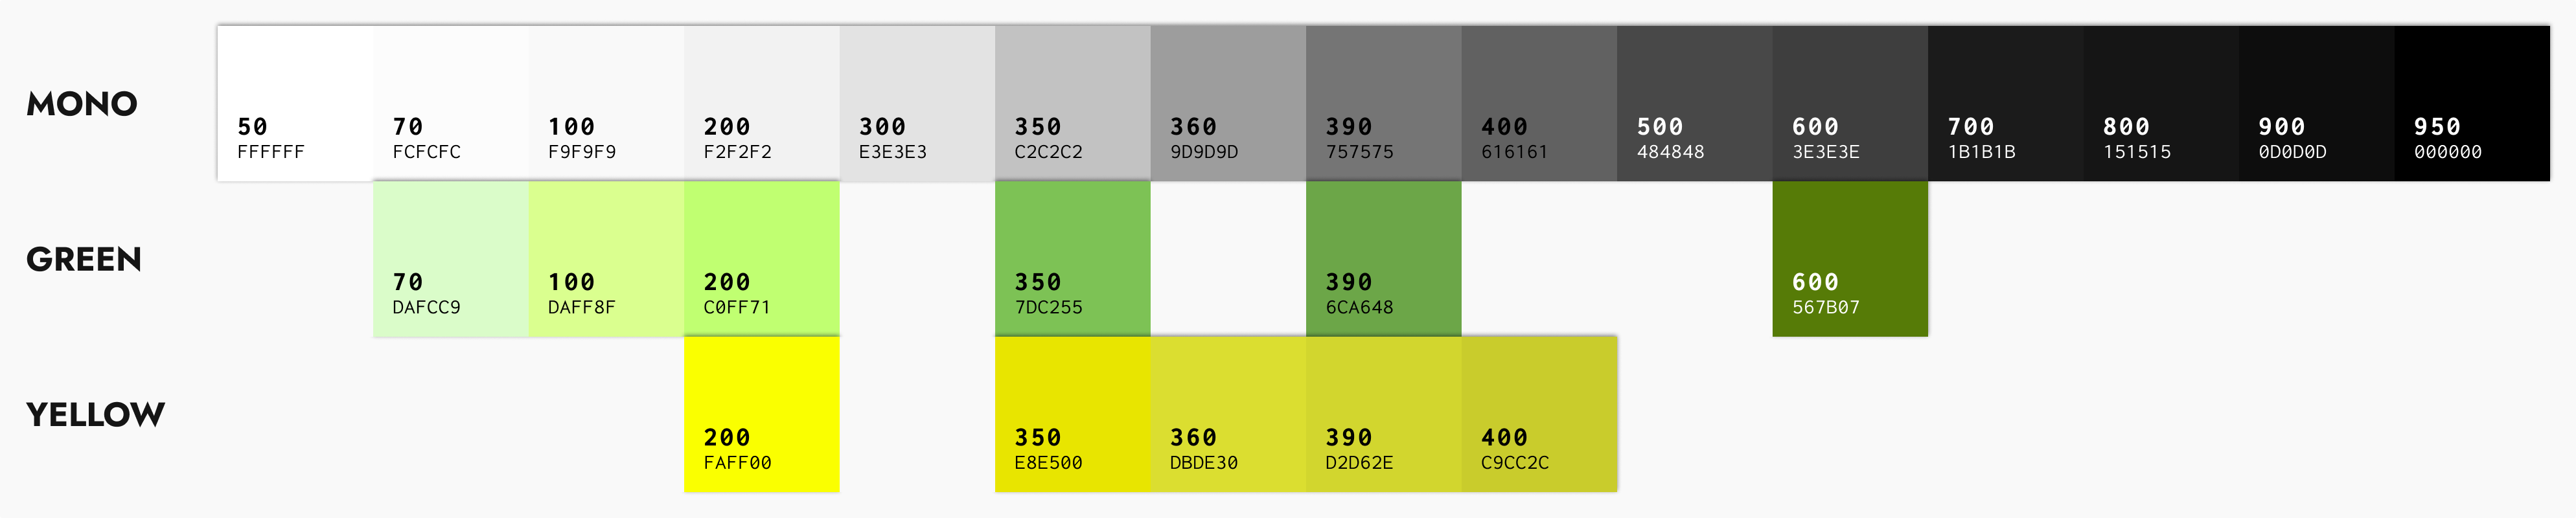 MONO
50 70 100 200 300 350 360 390 400 500 600 700 800 900 950
FFFFFF FCFCFC F9F9F9 F2F2F2 E3E3E3 C2C2C2 9D9D9D 757575 616161 484848 3E3E3E 1B1B1B 151515 0D0D0D 000000
GREEN
70 100 200 350 390 600
DAFCC9 DAFF8F C0FF71 7DC255 6CA648 567B07
YELLOW
200 350 360 390 400
FAFF00 E8E500 DBDE30 D2D62E C9CC2C